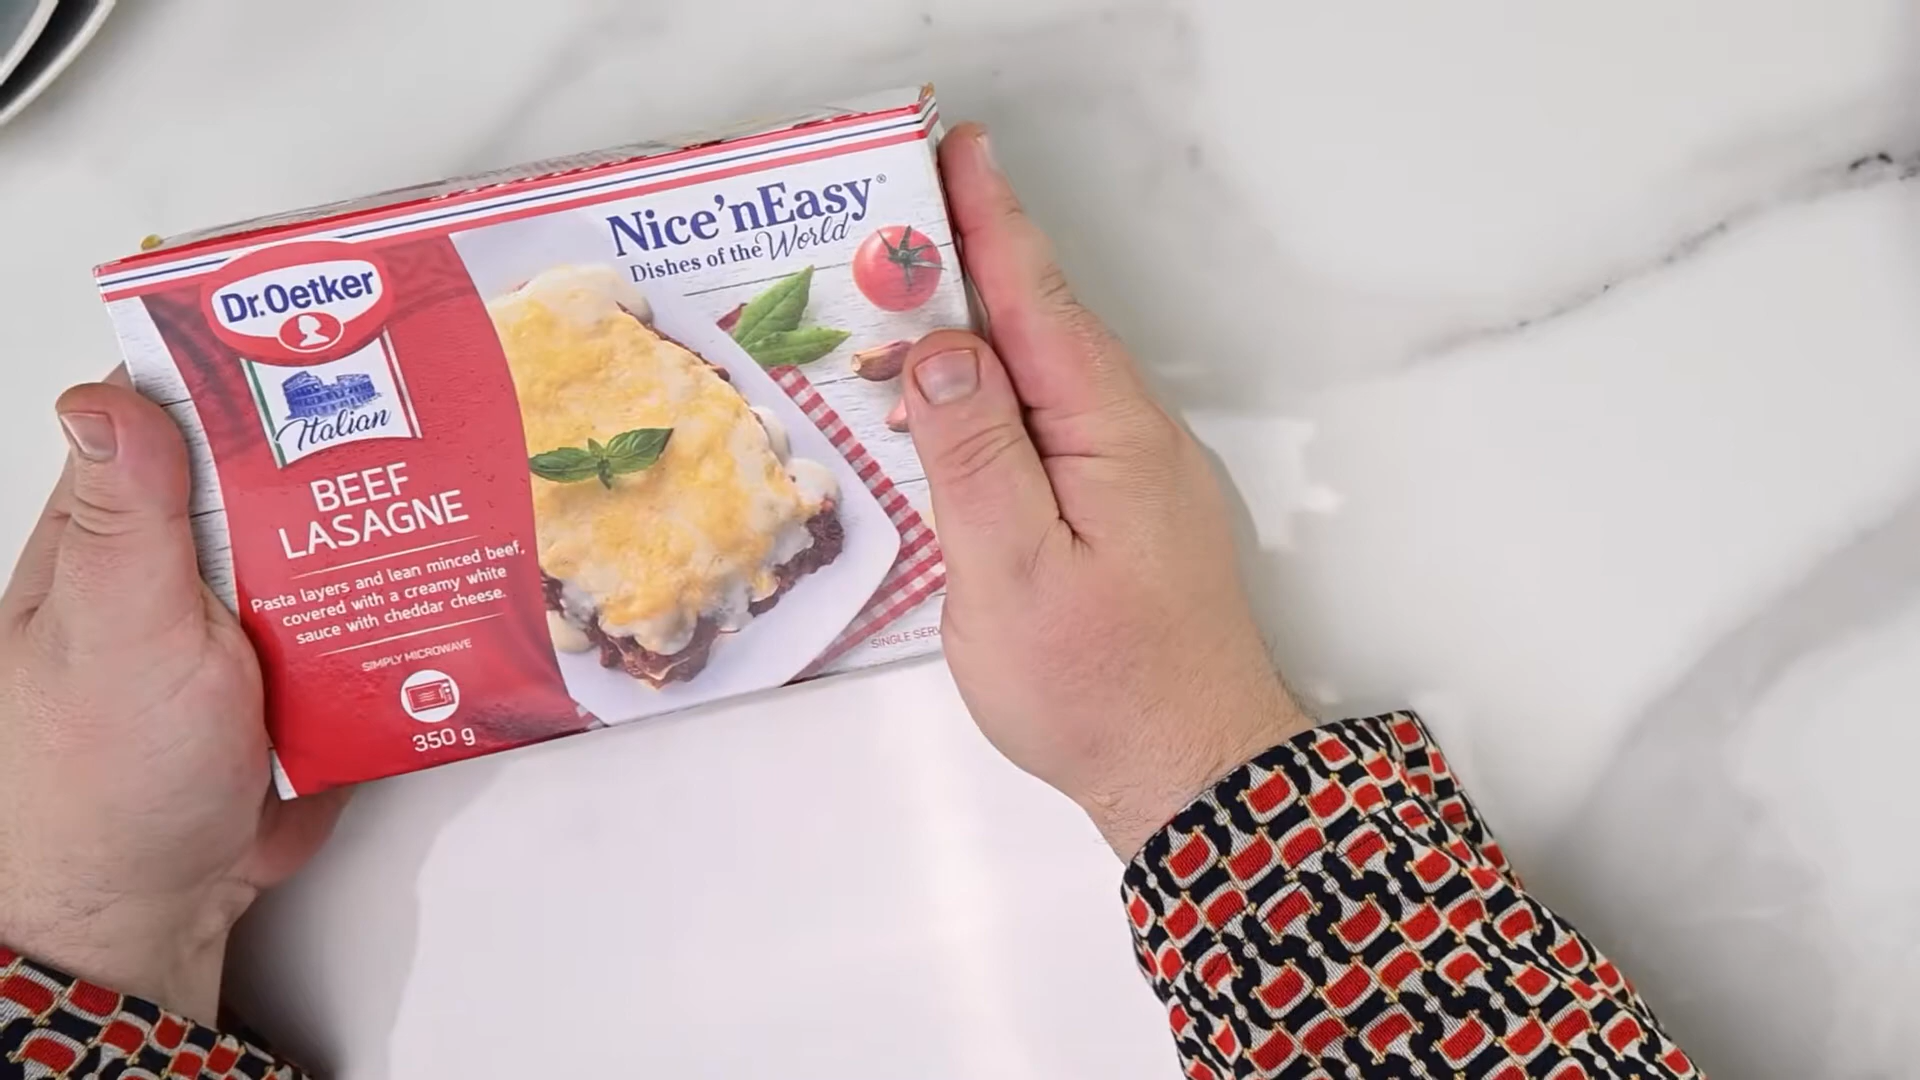 Nice'nEasy®
Dishes of the World
Dr.Oetker
Italian
BEEF
LASAGNE
Pasta layers and lean minced beef,
covered with a creamy white
sauce with cheddar cheese.
SIMPLY MICROWAVE
350 g
SINGLE